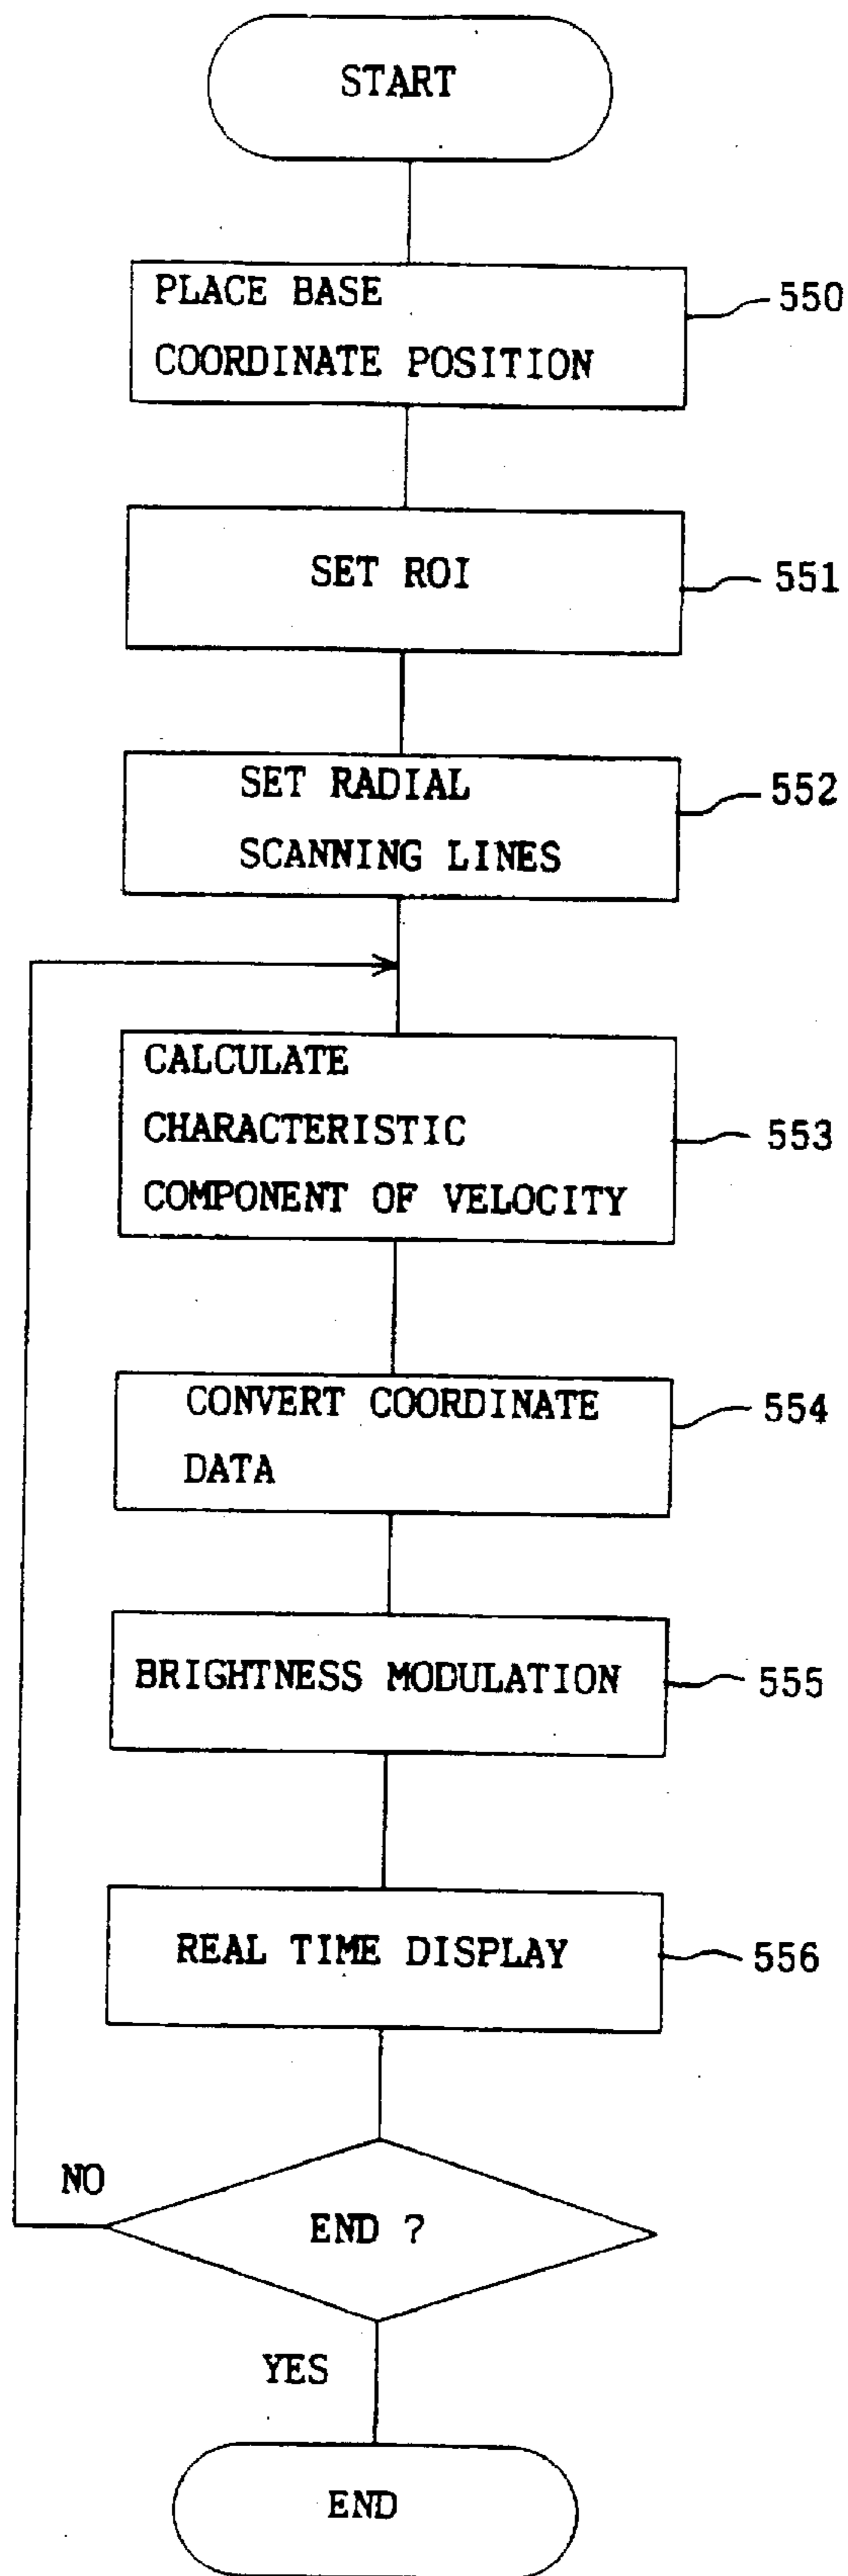 START
PLACE BASE
COORDINATE POSITION
550
SET ROI
551
SET RADIAL
SCANNING LINES
552
CALCULATE
CHARACTERISTIC
COMPONENT OF VELOCITY
553
CONVERT COORDINATE
DATA
554
BRIGHTNESS MODULATION
555
REAL TIME DISPLAY
556
NO
END ?
YES
END